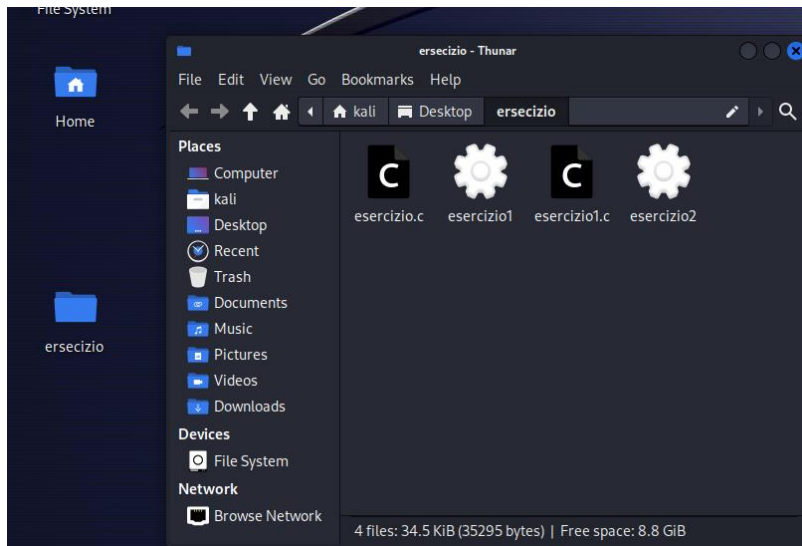 File System
Home
ersecizio
ersecizio - Thunar
File Edit View Go Bookmarks Help
kali Desktop ersecizio
Places
Computer
kali
Desktop
Recent
Trash
Documents
Music
Pictures
Videos
Downloads
Devices
File System
Network
Browse Network
esercizio.c esercizio1 esercizio1.c esercizio2
4 files: 34.5 KiB (35295 bytes) | Free space: 8.8 GiB